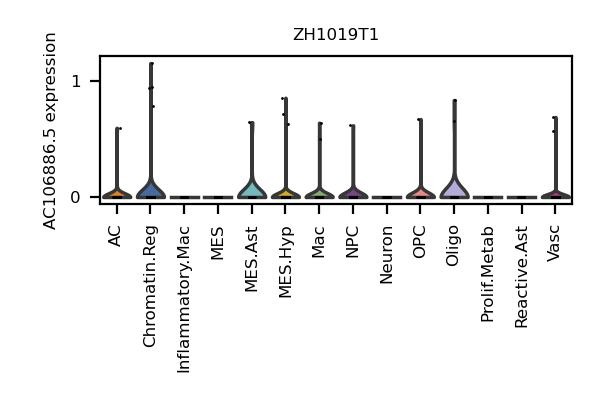 ZH1019T1
AC106886.5 expression
1
0
AC
Chromatin.Reg
Inflammatory.Mac
MES
MES.Ast
MES.Hyp
Mac
NPC
Neuron
OPC
Oligo
Prolif.Metab
Reactive.Ast
Vasc